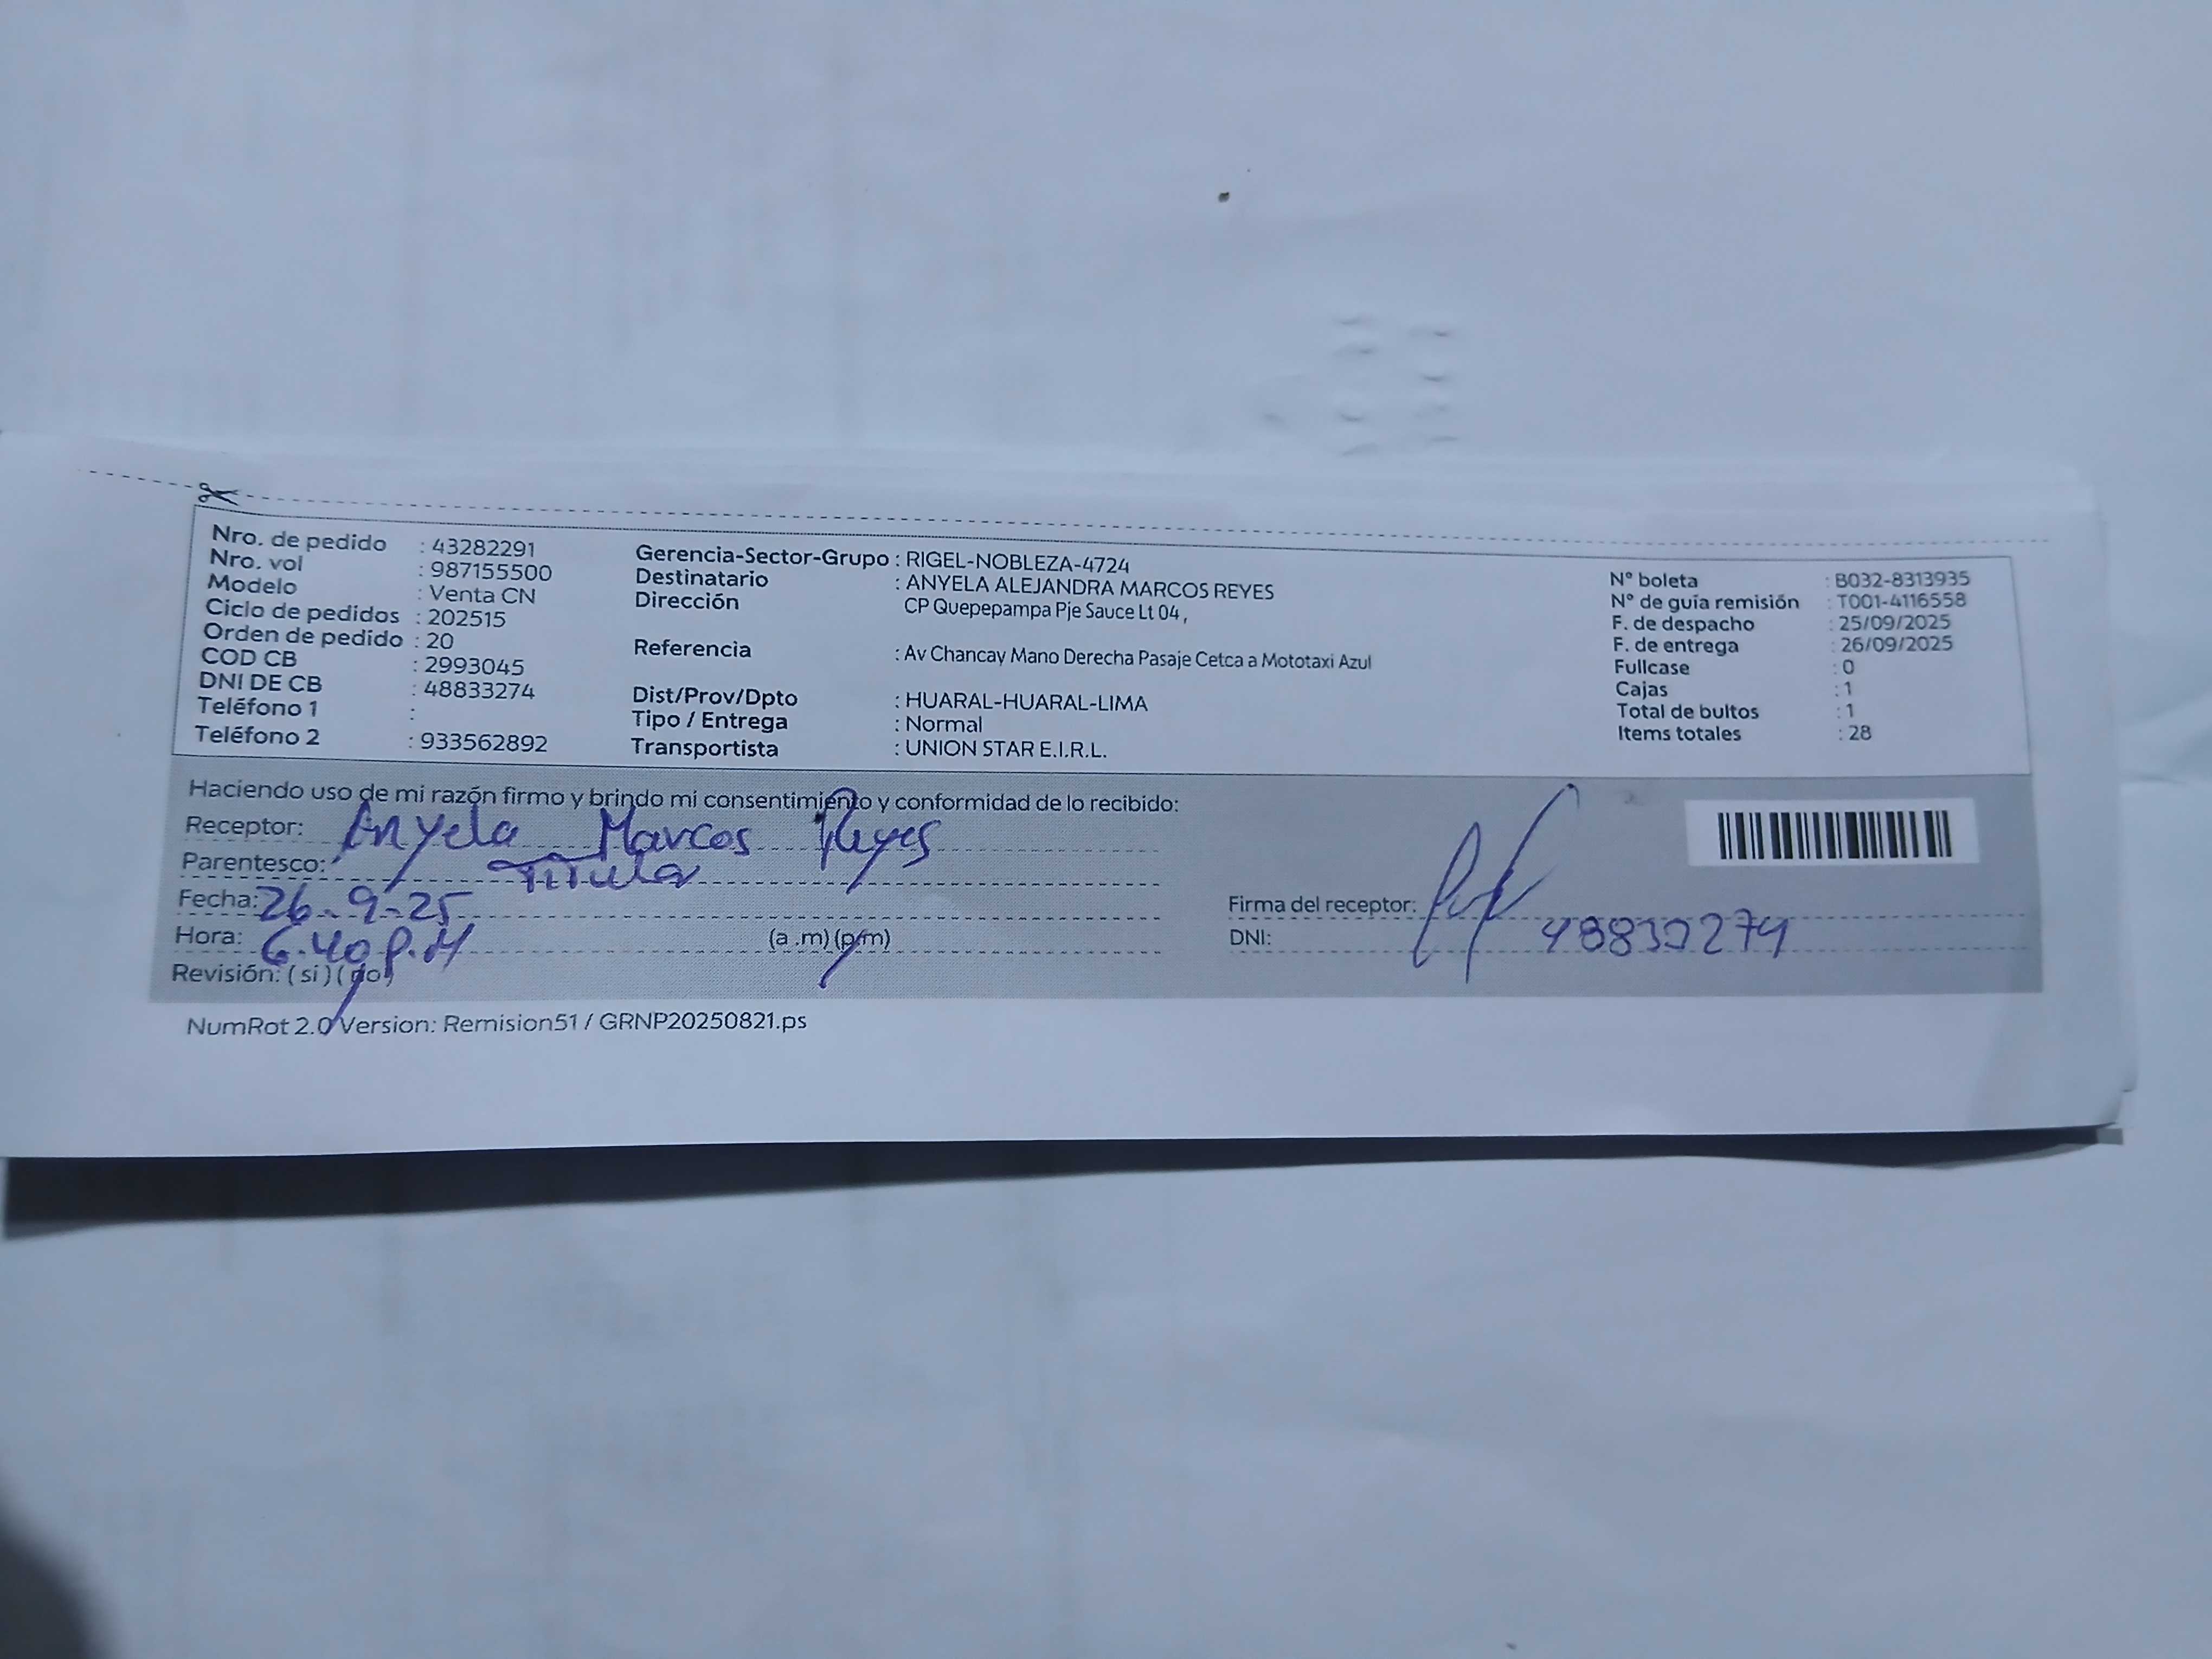 Nro. de pedido : 43282291
Nro. vol : 987155500
Modelo : Venta CN
Ciclo de pedidos : 202515
Orden de pedido : 20
COD CB : 2993045
DNI DE CB : 48833274
Teléfono 1 :
Teléfono 2 : 933562892
Gerencia-Sector-Grupo : RIGEL-NOBLEZA-4724
Destinatario : ANYELA ALEJANDRA MARCOS REYES
Dirección CP Quepepampa Pje Sauce Lt 04 ,
Referencia : Av Chancay Mano Derecha Pasaje Cetca a Mototaxi Azul
Dist/Prov/Dpto : HUARAL-HUARAL-LIMA
Tipo / Entrega : Normal
Transportista : UNION STAR E.I.R.L.
N° boleta : B032-8313935
N° de guía remisión : T001-4116558
F. de despacho : 25/09/2025
F. de entrega : 26/09/2025
Fullcase : 0
Cajas : 1
Total de bultos : 1
Items totales : 28
Haciendo uso de mi razón firmo y brindo mi consentimiento y conformidad de lo recibido:
Receptor: Anyela Marcos Reyes
Parentesco: Titular
Fecha: 26-9-25
Hora: 6.40 P.M (a .m) (p/m)
Revisión: ( si ) ( no )
Firma del receptor:
DNI: 48833274
NumRot 2.0 Version: Remision51 / GRNP20250821.ps